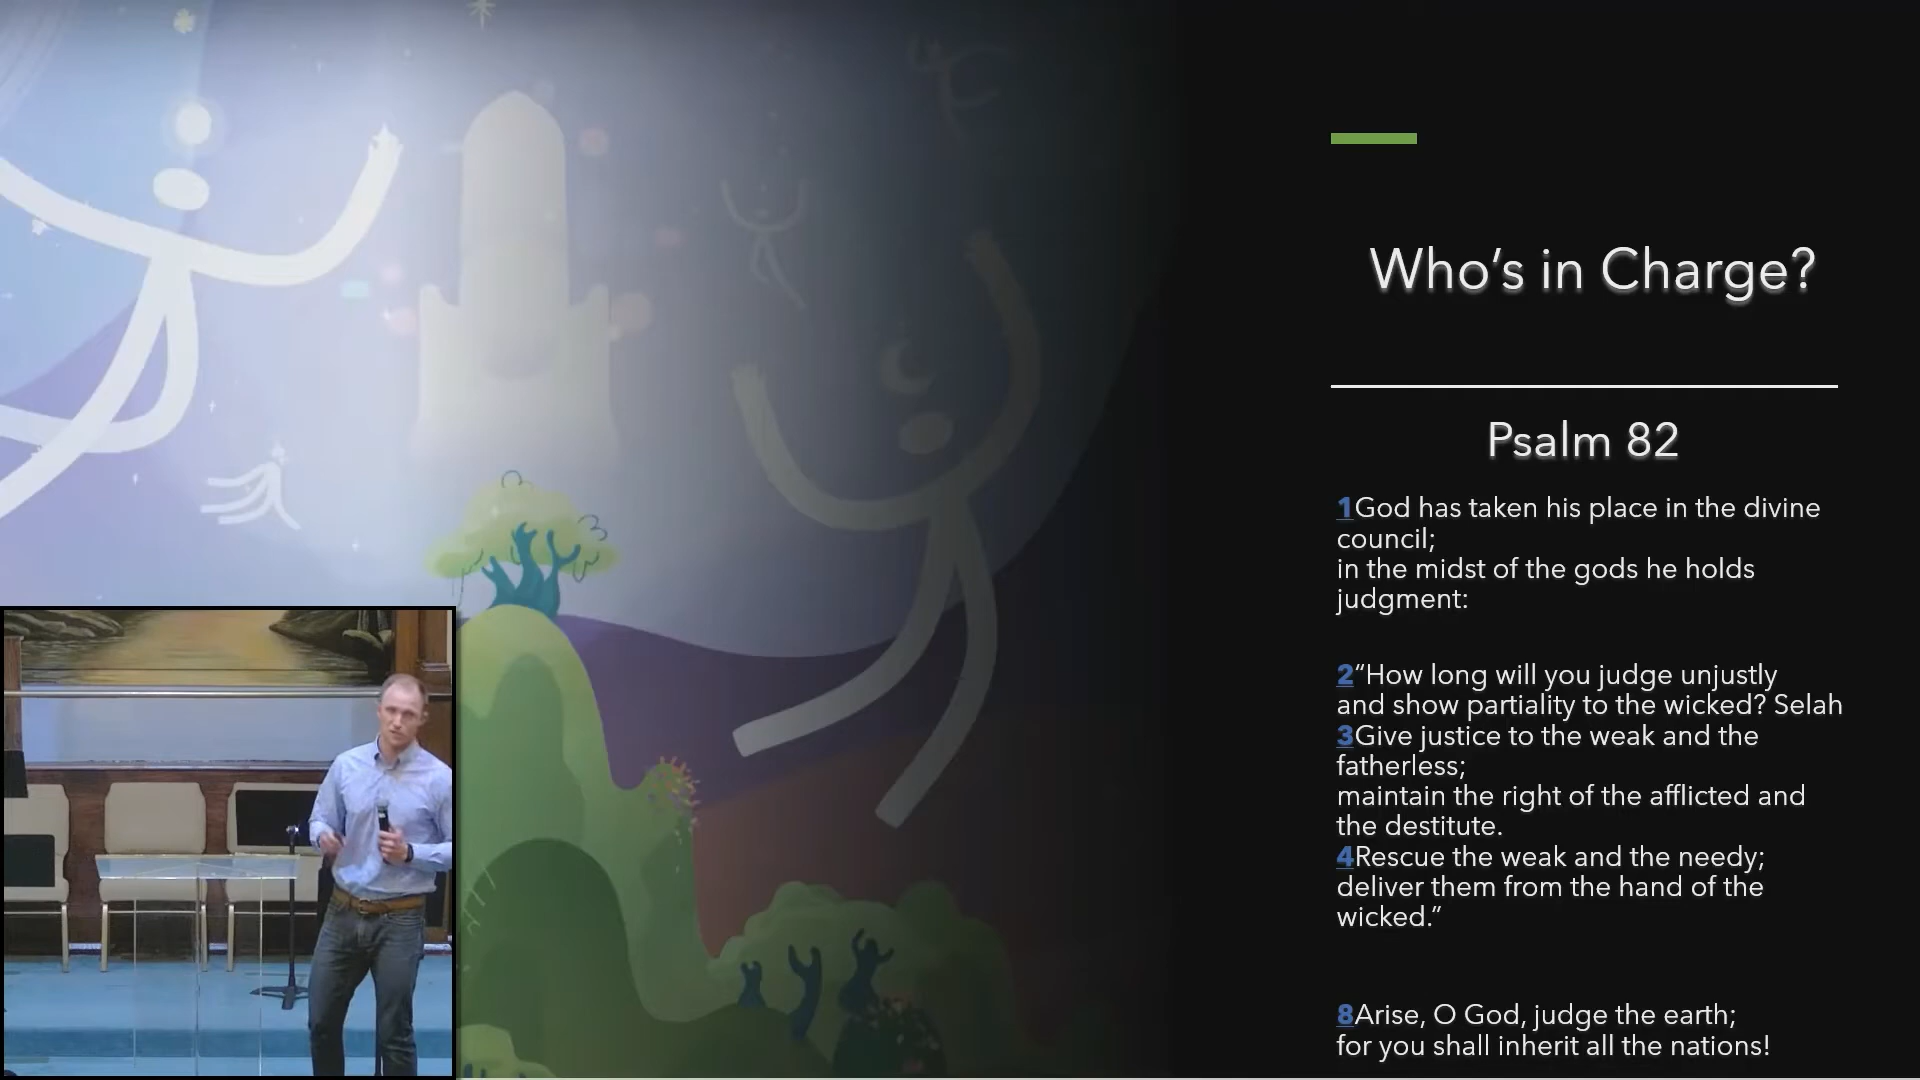 Who’s in Charge?
Psalm 82
1God has taken his place in the divine
council;
in the midst of the gods he holds
judgment:
2“How long will you judge unjustly
and show partiality to the wicked? Selah
3Give justice to the weak and the
fatherless;
maintain the right of the afflicted and
the destitute.
4Rescue the weak and the needy;
deliver them from the hand of the
wicked.”
8Arise, O God, judge the earth;
for you shall inherit all the nations!